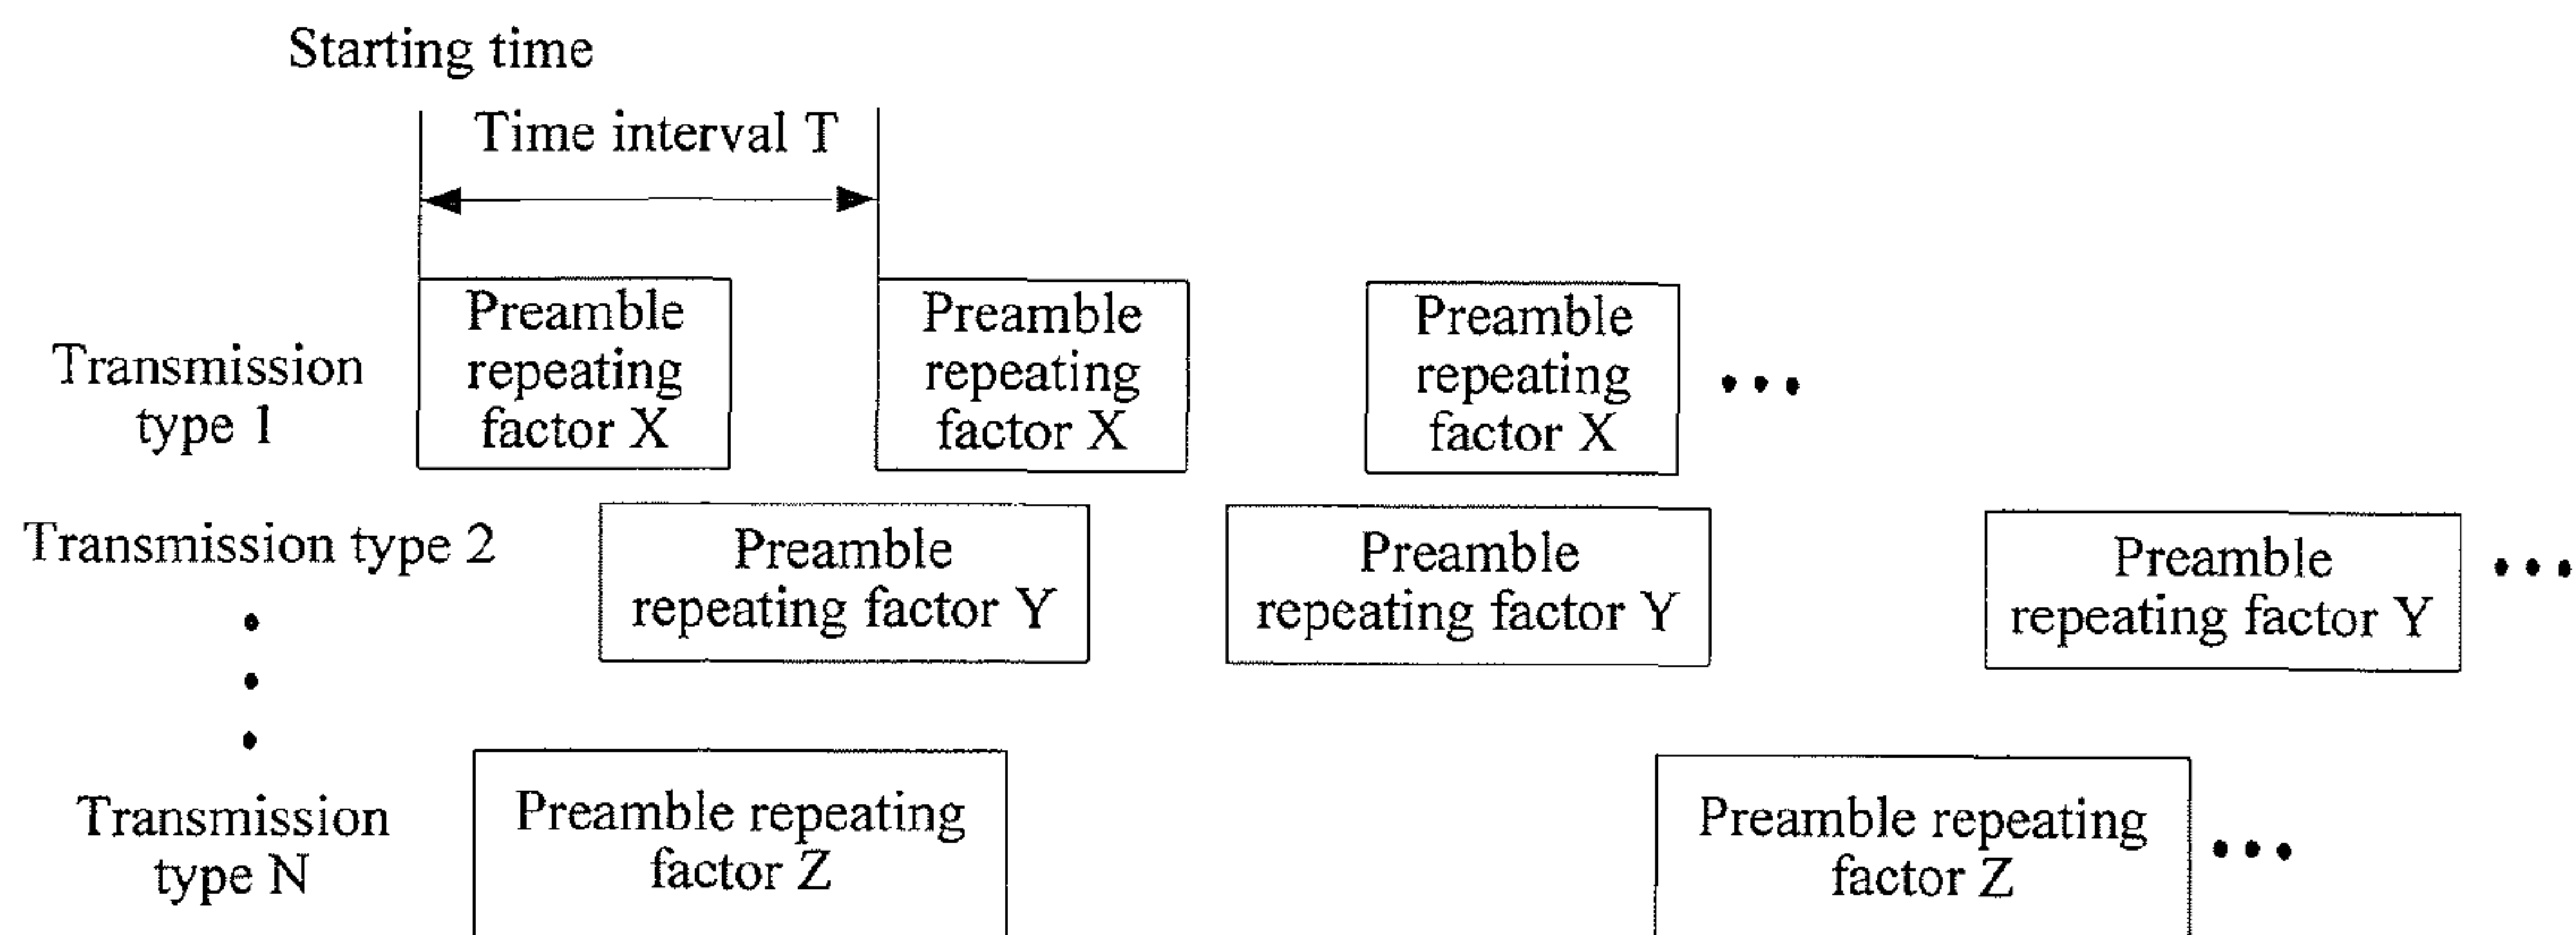 Starting time
Time interval T
Transmission
type 1
Preamble
repeating
factor X
Preamble
repeating
factor X
Preamble
repeating
factor X
•••
Transmission type 2
Preamble
repeating factor Y
Preamble
repeating factor Y
Preamble
repeating factor Y
•••
Transmission
type N
Preamble repeating
factor Z
Preamble repeating
factor Z
•••